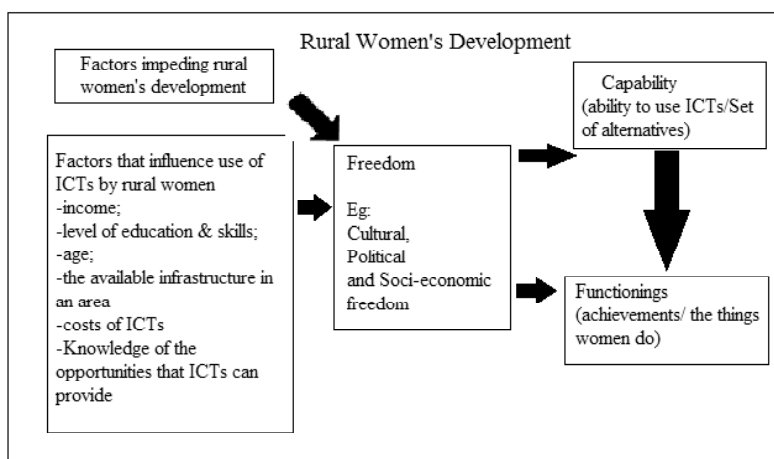 Rural Women's Development
Factors impeding rural
women's development
Factors that influence use of
ICTs by rural women
-income;
-level of education & skills;
-age;
-the available infrastructure in
an area
-costs of ICTs
-Knowledge of the
opportunities that ICTs can
provide
Freedom
Eg:
Cultural,
Political
and Soci-economic
freedom
Capability
(ability to use ICTs/Set
of alternatives)
Functionings
(achievements/ the things
women do)